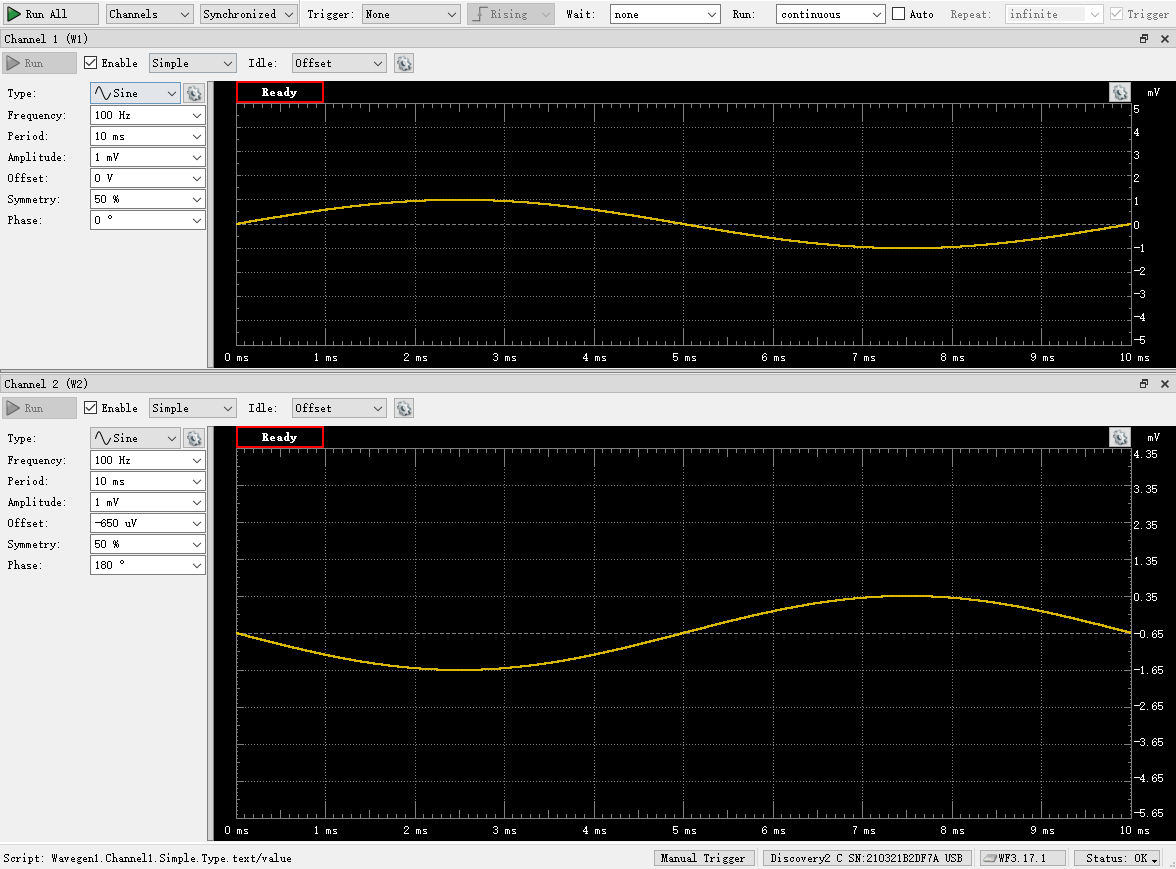 Run All Channels Synchronized Trigger: None Rising Wait: none Run: continuous Auto Repeat: infinite Trigger
Channel 1 (W1)
Run Enable Simple Idle: Offset
Type: Sine
Frequency: 100 Hz
Period: 10 ms
Amplitude: 1 mV
Offset: 0 V
Symmetry: 50 %
Phase: 0 °
Ready mV
5
4
3
2
1
0
-1
-2
-3
-4
-5
0 ms 1 ms 2 ms 3 ms 4 ms 5 ms 6 ms 7 ms 8 ms 9 ms 10 ms
Channel 2 (W2)
Run Enable Simple Idle: Offset
Type: Sine
Frequency: 100 Hz
Period: 10 ms
Amplitude: 1 mV
Offset: -650 uV
Symmetry: 50 %
Phase: 180 °
Ready mV
4.35
3.35
2.35
1.35
0.35
-0.65
-1.65
-2.65
-3.65
-4.65
-5.65
0 ms 1 ms 2 ms 3 ms 4 ms 5 ms 6 ms 7 ms 8 ms 9 ms 10 ms
Script: Wavegen1.Channel1.Simple.Type.text/value Manual Trigger Discovery2 C SN:210321B2DF7A USB WF3.17.1 Status: OK